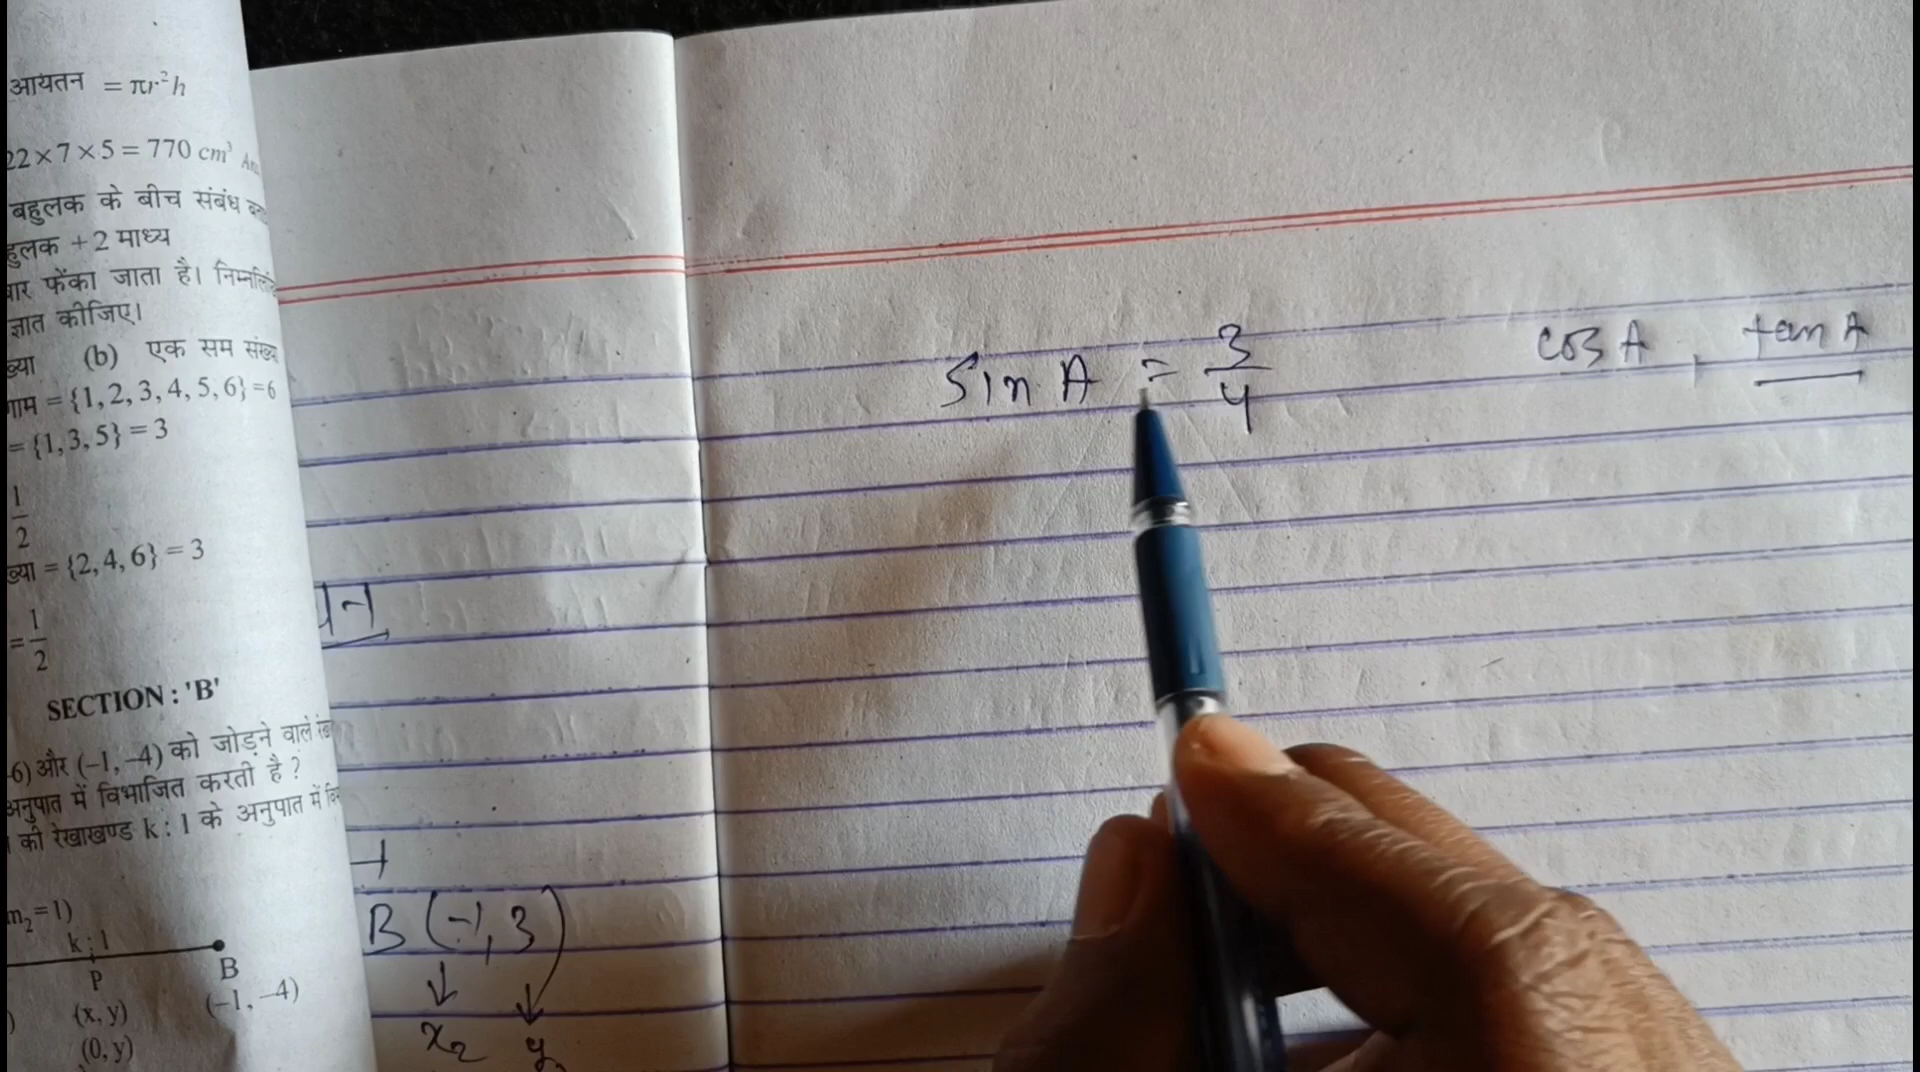 आयतन = πr²h
22×7×5 = 770 cm³
बहुलक के बीच संबंध
+2 माध्य
फेंका जाता है।
ज्ञात कीजिए।
(b) एक सम संख्या
= {1, 2, 3, 4, 5, 6} = 6
= {1, 3, 5} = 3
1
2
= {2, 4, 6} = 3
= 1
2
SECTION : 'B'
6) और (–1, –4) को जोड़ने वाले
अनुपात में विभाजित करती है ?
की रेखाखण्ड k : 1 के अनुपात में
m₂ = 1)
k : 1
P
B
(x, y)
(–1, –4)
(0, y)
B (-1, 3)
x₂
y
sin A = 3/4
cos A , tan A